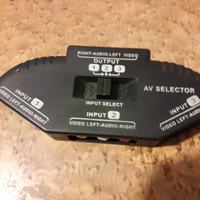 RIGHT-AUDIO-LEFT VIDEO
OUTPUT
1 2 3
AV SELECTOR
INPUT SELECT
INPUT 1
VIDEO LEFT-AUDIO-RIGHT
INPUT 2
VIDEO LEFT-AUDIO-RIGHT
INPUT 3
VIDEO LEFT-AUDIO-RIGHT